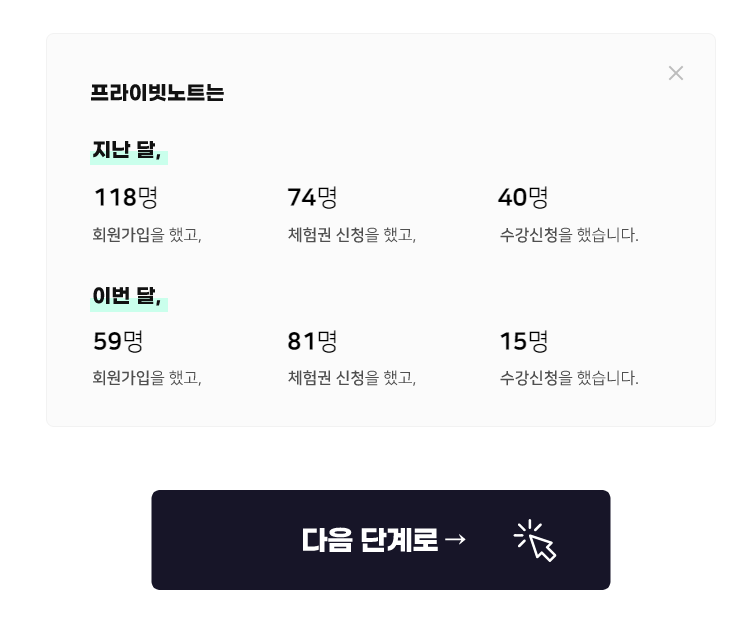 프라이빗노트는
지난 달,
118명 74명 40명
회원가입을 했고, 체험권 신청을 했고, 수강신청을 했습니다.
이번 달,
59명 81명 15명
회원가입을 했고, 체험권 신청을 했고, 수강신청을 했습니다.
다음 단계로 →